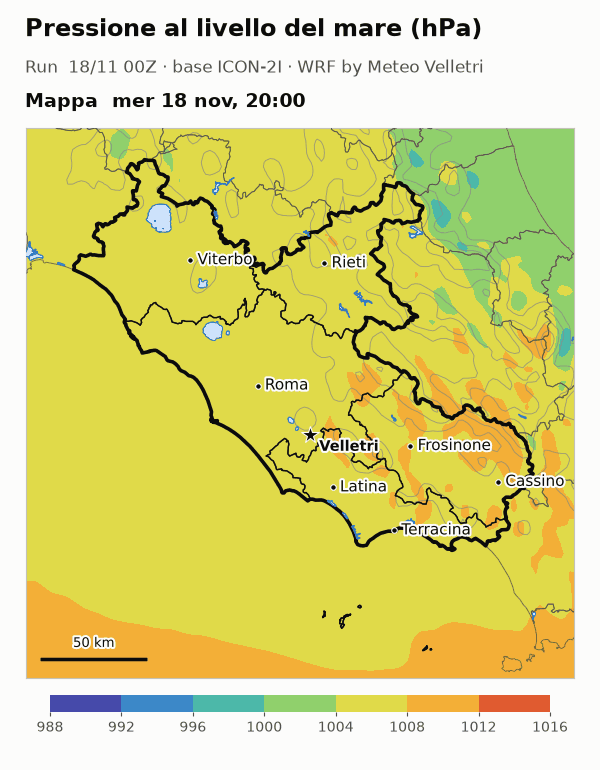 Pressione al livello del mare (hPa)
Run  18/11 00Z · base ICON-2I · WRF by Meteo Velletri
Mappa  mer 18 nov, 20:00
Viterbo
Rieti
Roma
Velletri
Frosinone
Cassino
Latina
Terracina
50 km
988 992 996 1000 1004 1008 1012 1016